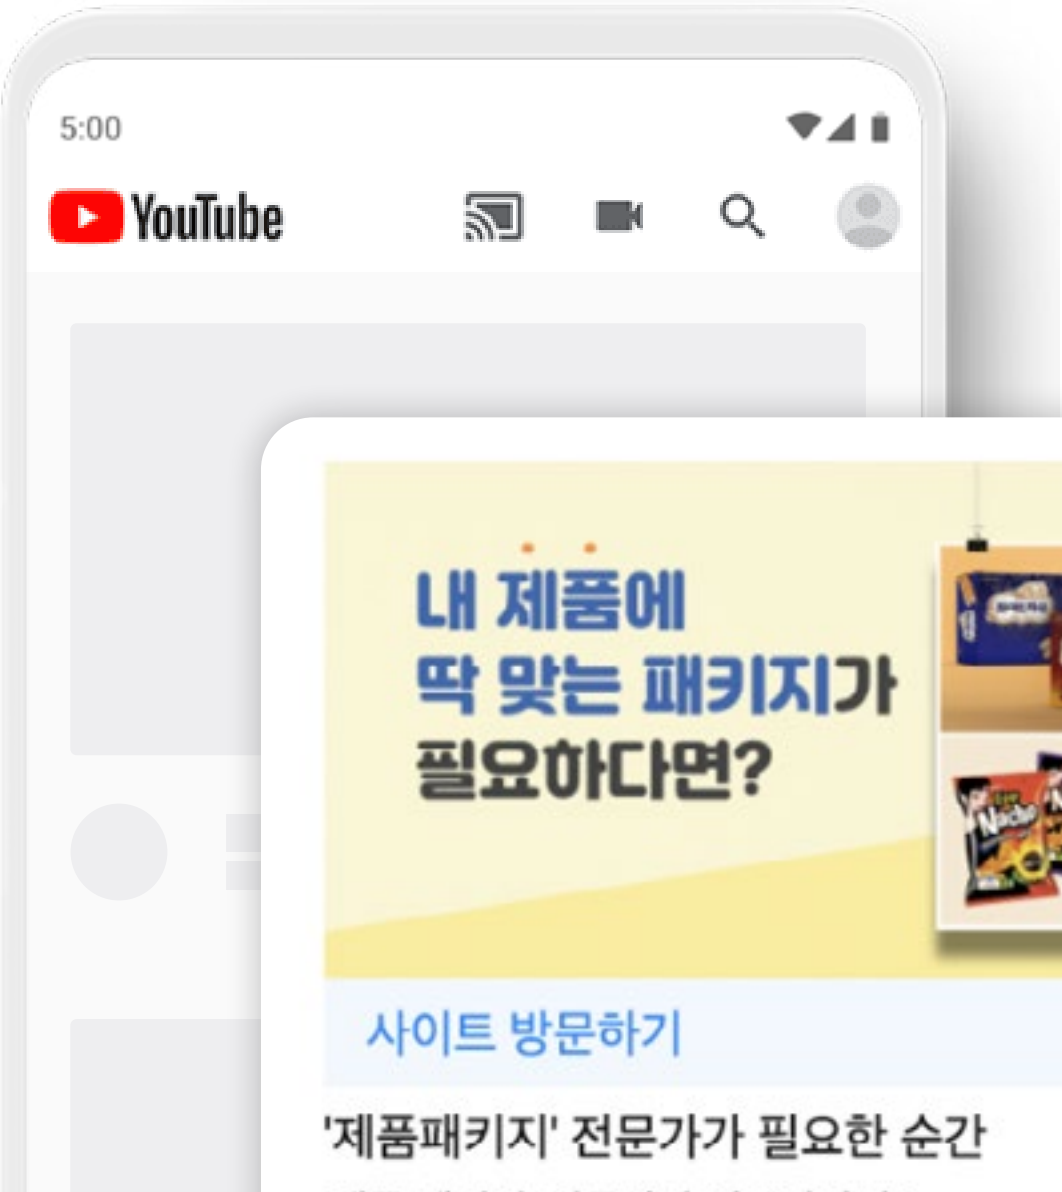 5:00
YouTube
내 제품에
딱 맞는 패키지가
필요하다면?
Nacho
사이트 방문하기
'제품패키지' 전문가가 필요한 순간